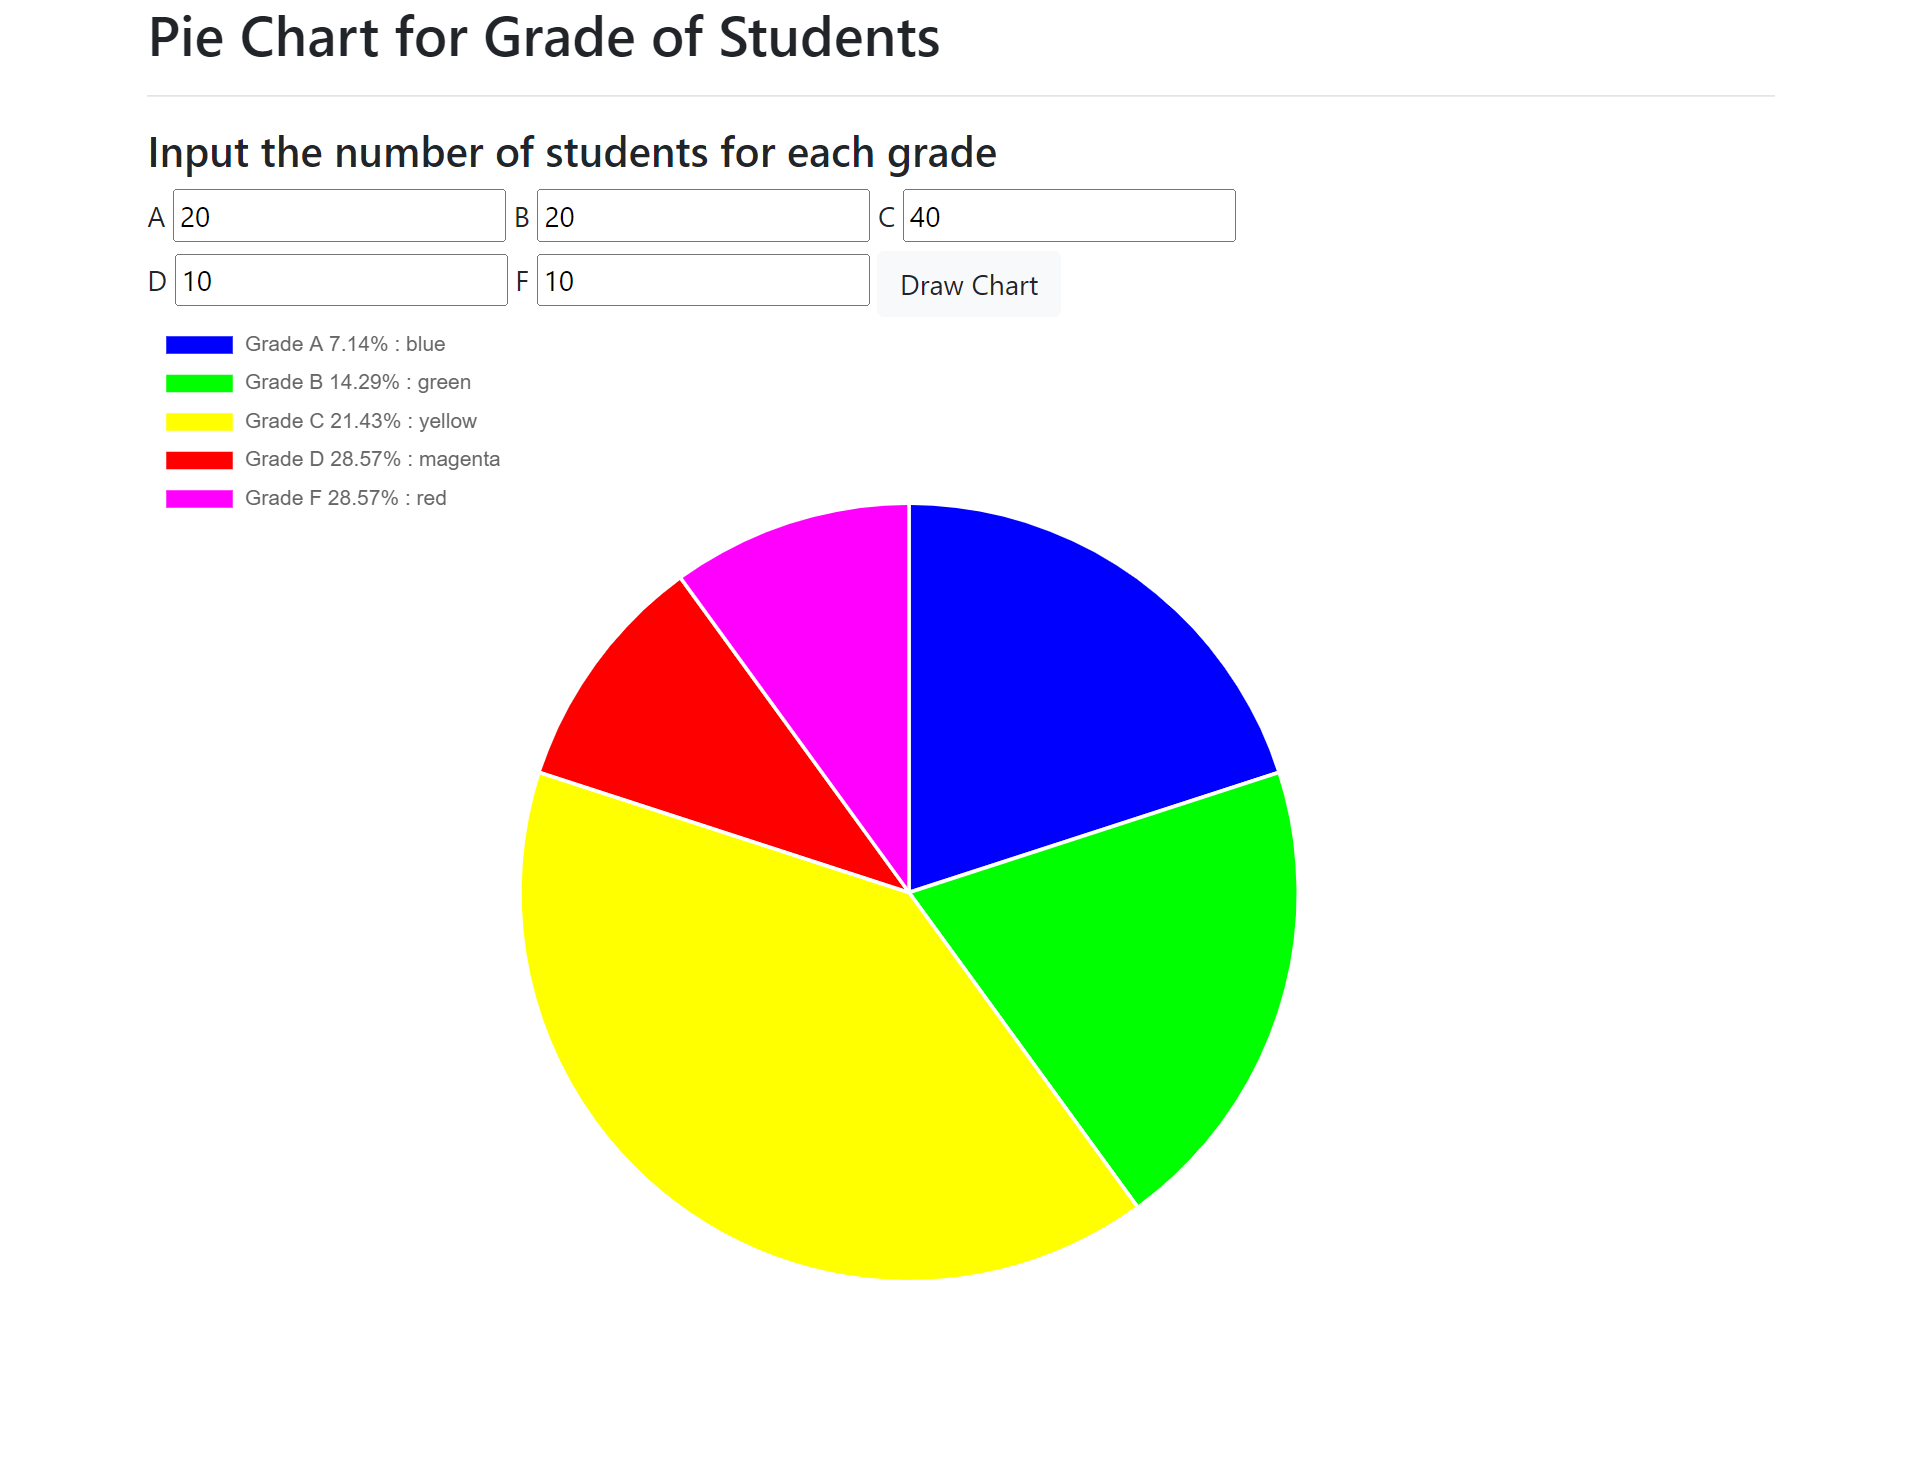 Pie Chart for Grade of Students
Input the number of students for each grade
A 20 B 20 C 40
D 10 F 10 Draw Chart
Grade A 7.14% : blue
Grade B 14.29% : green
Grade C 21.43% : yellow
Grade D 28.57% : magenta
Grade F 28.57% : red